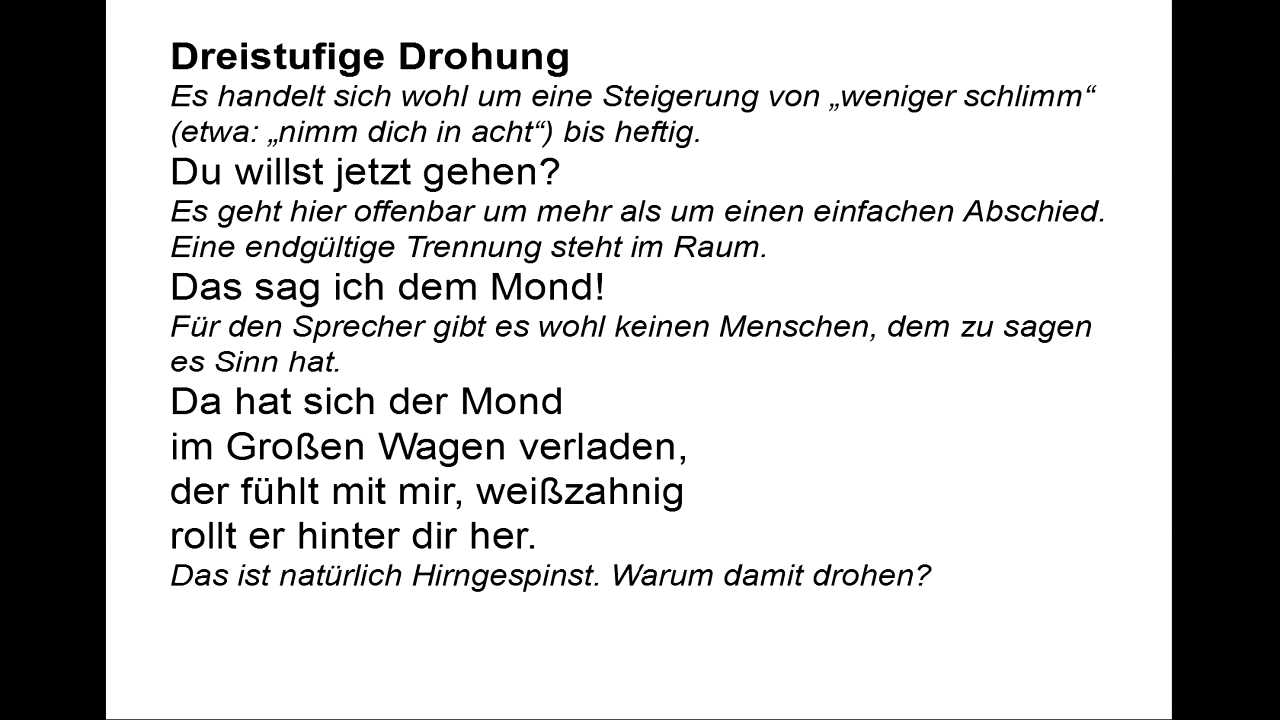 Dreistufige Drohung
Es handelt sich wohl um eine Steigerung von „weniger schlimm“
(etwa: „nimm dich in acht“) bis heftig.
Du willst jetzt gehen?
Es geht hier offenbar um mehr als um einen einfachen Abschied.
Eine endgültige Trennung steht im Raum.
Das sag ich dem Mond!
Für den Sprecher gibt es wohl keinen Menschen, dem zu sagen
es Sinn hat.
Da hat sich der Mond
im Großen Wagen verladen,
der fühlt mit mir, weißzahnig
rollt er hinter dir her.
Das ist natürlich Hirngespinst. Warum damit drohen?